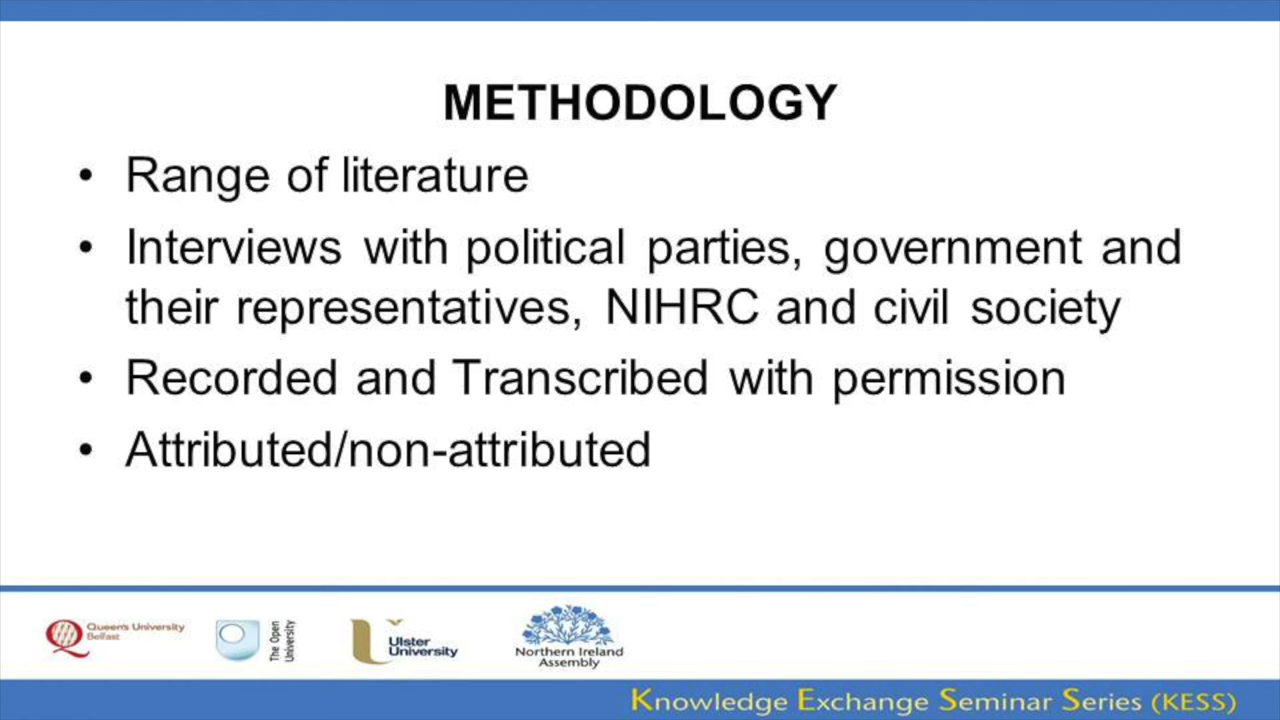 METHODOLOGY
• Range of literature
• Interviews with political parties, government and
their representatives, NIHRC and civil society
• Recorded and Transcribed with permission
• Attributed/non-attributed
Queen's University
Belfast
The Open
University
Ulster
University
Northern Ireland
Assembly
Knowledge Exchange Seminar Series (KESS)